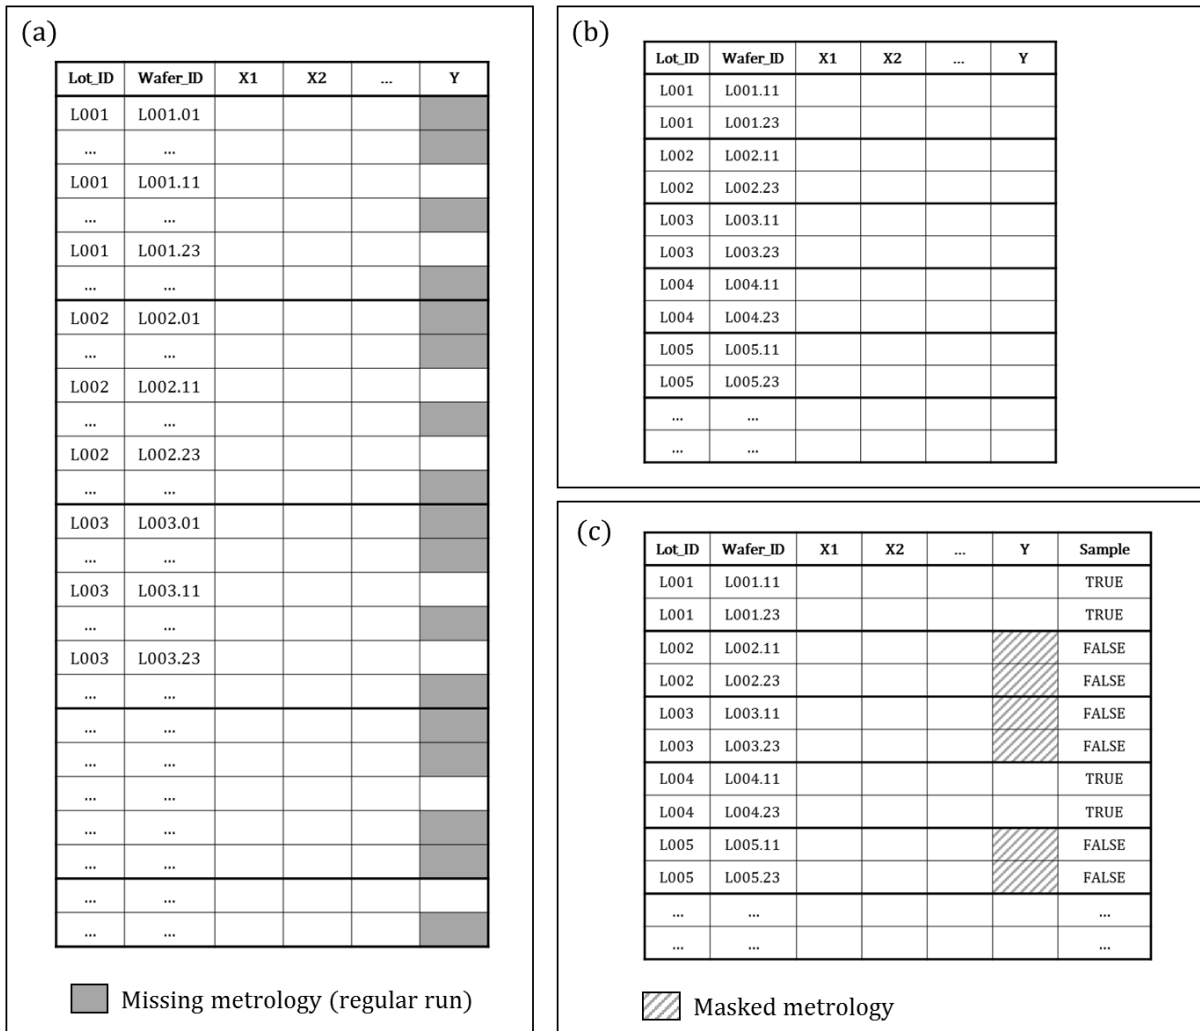 (a)
Lot_ID Wafer_ID X1 X2 ... Y
L001 L001.01
... ...
L001 L001.11
... ...
L001 L001.23
... ...
L002 L002.01
... ...
L002 L002.11
... ...
L002 L002.23
... ...
L003 L003.01
... ...
L003 L003.11
... ...
L003 L003.23
... ...
... ...
... ...
... ...
... ...
... ...
... ...
... ...
Missing metrology (regular run)
(b)
Lot_ID Wafer_ID X1 X2 ... Y
L001 L001.11
L001 L001.23
L002 L002.11
L002 L002.23
L003 L003.11
L003 L003.23
L004 L004.11
L004 L004.23
L005 L005.11
L005 L005.23
... ...
... ...
(c)
Lot_ID Wafer_ID X1 X2 ... Y Sample
L001 L001.11 TRUE
L001 L001.23 TRUE
L002 L002.11 FALSE
L002 L002.23 FALSE
L003 L003.11 FALSE
L003 L003.23 FALSE
L004 L004.11 TRUE
L004 L004.23 TRUE
L005 L005.11 FALSE
L005 L005.23 FALSE
... ... ...
... ... ...
Masked metrology